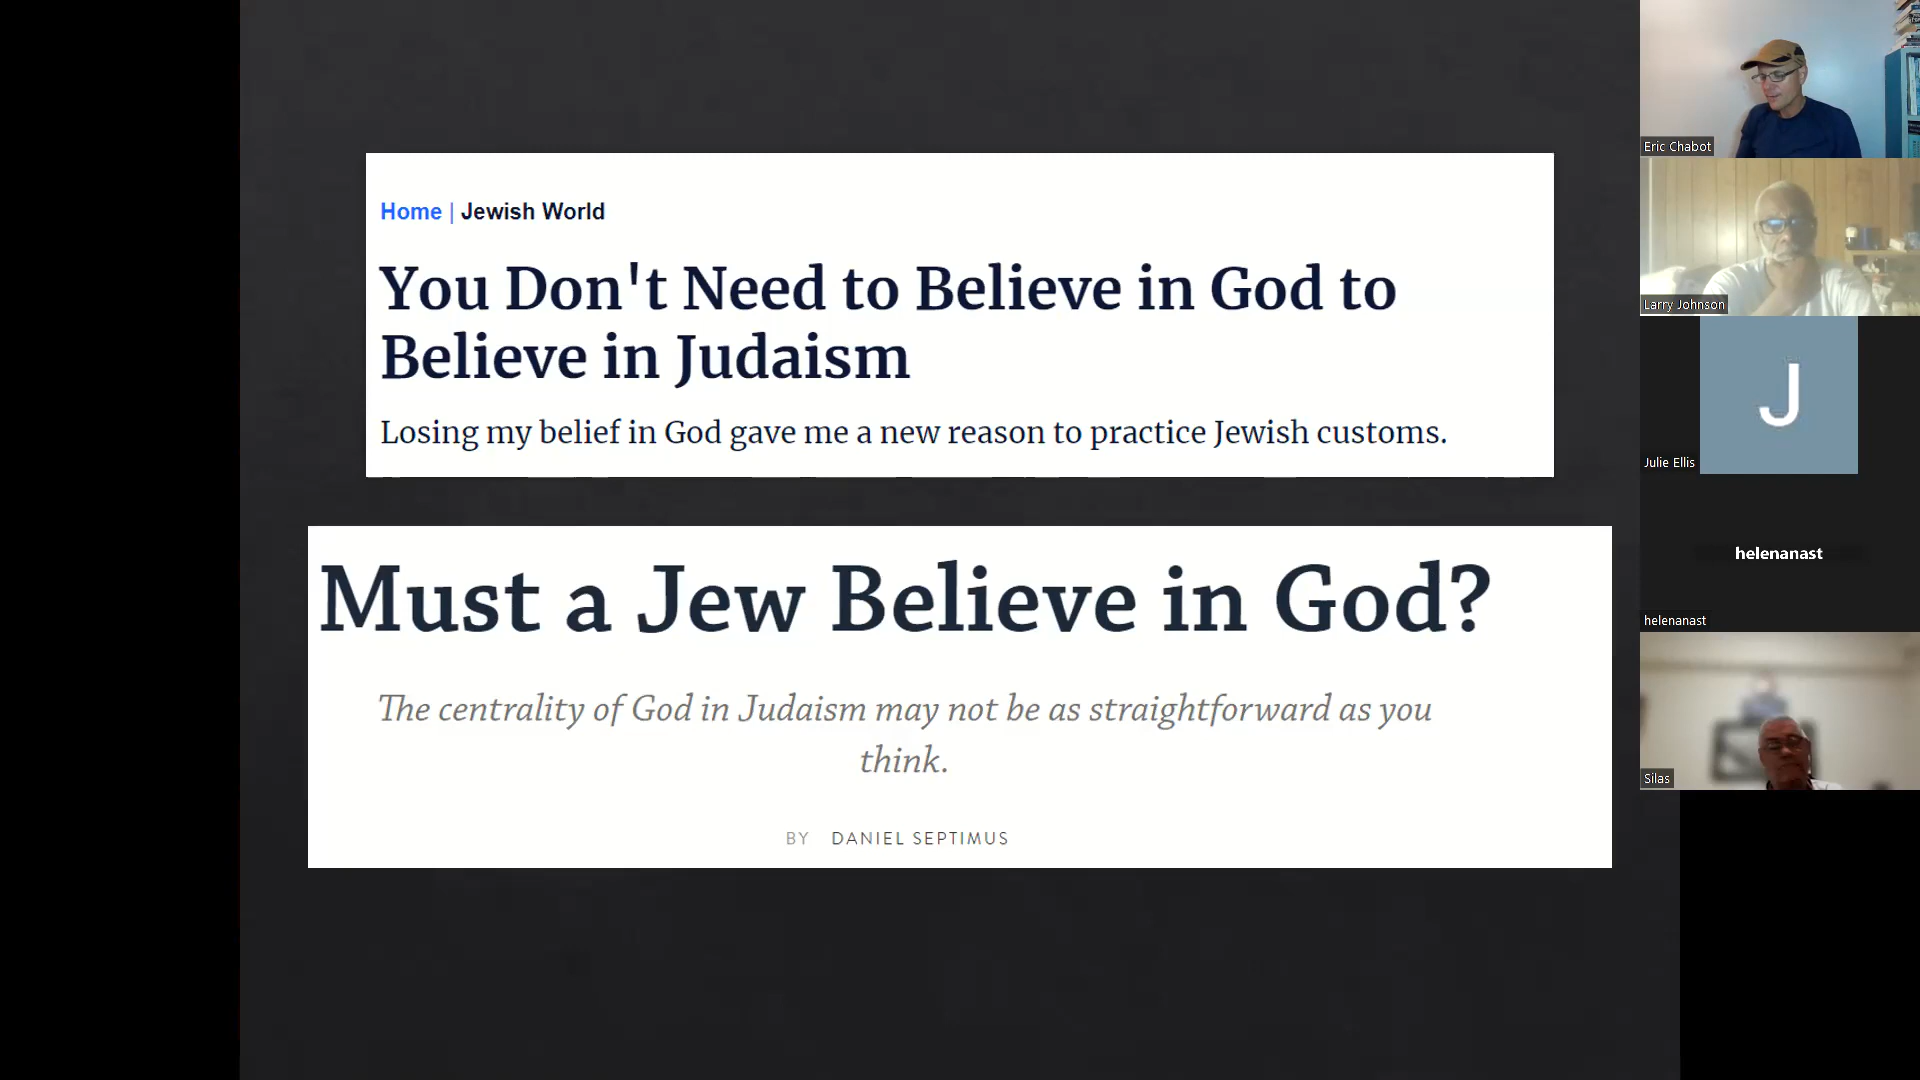 Home | Jewish World
You Don't Need to Believe in God to
Believe in Judaism
Losing my belief in God gave me a new reason to practice Jewish customs.
Must a Jew Believe in God?
The centrality of God in Judaism may not be as straightforward as you
think.
BY DANIEL SEPTIMUS
Eric Chabot
Larry Johnson
J
Julie Ellis
helenanast
helenanast
Silas